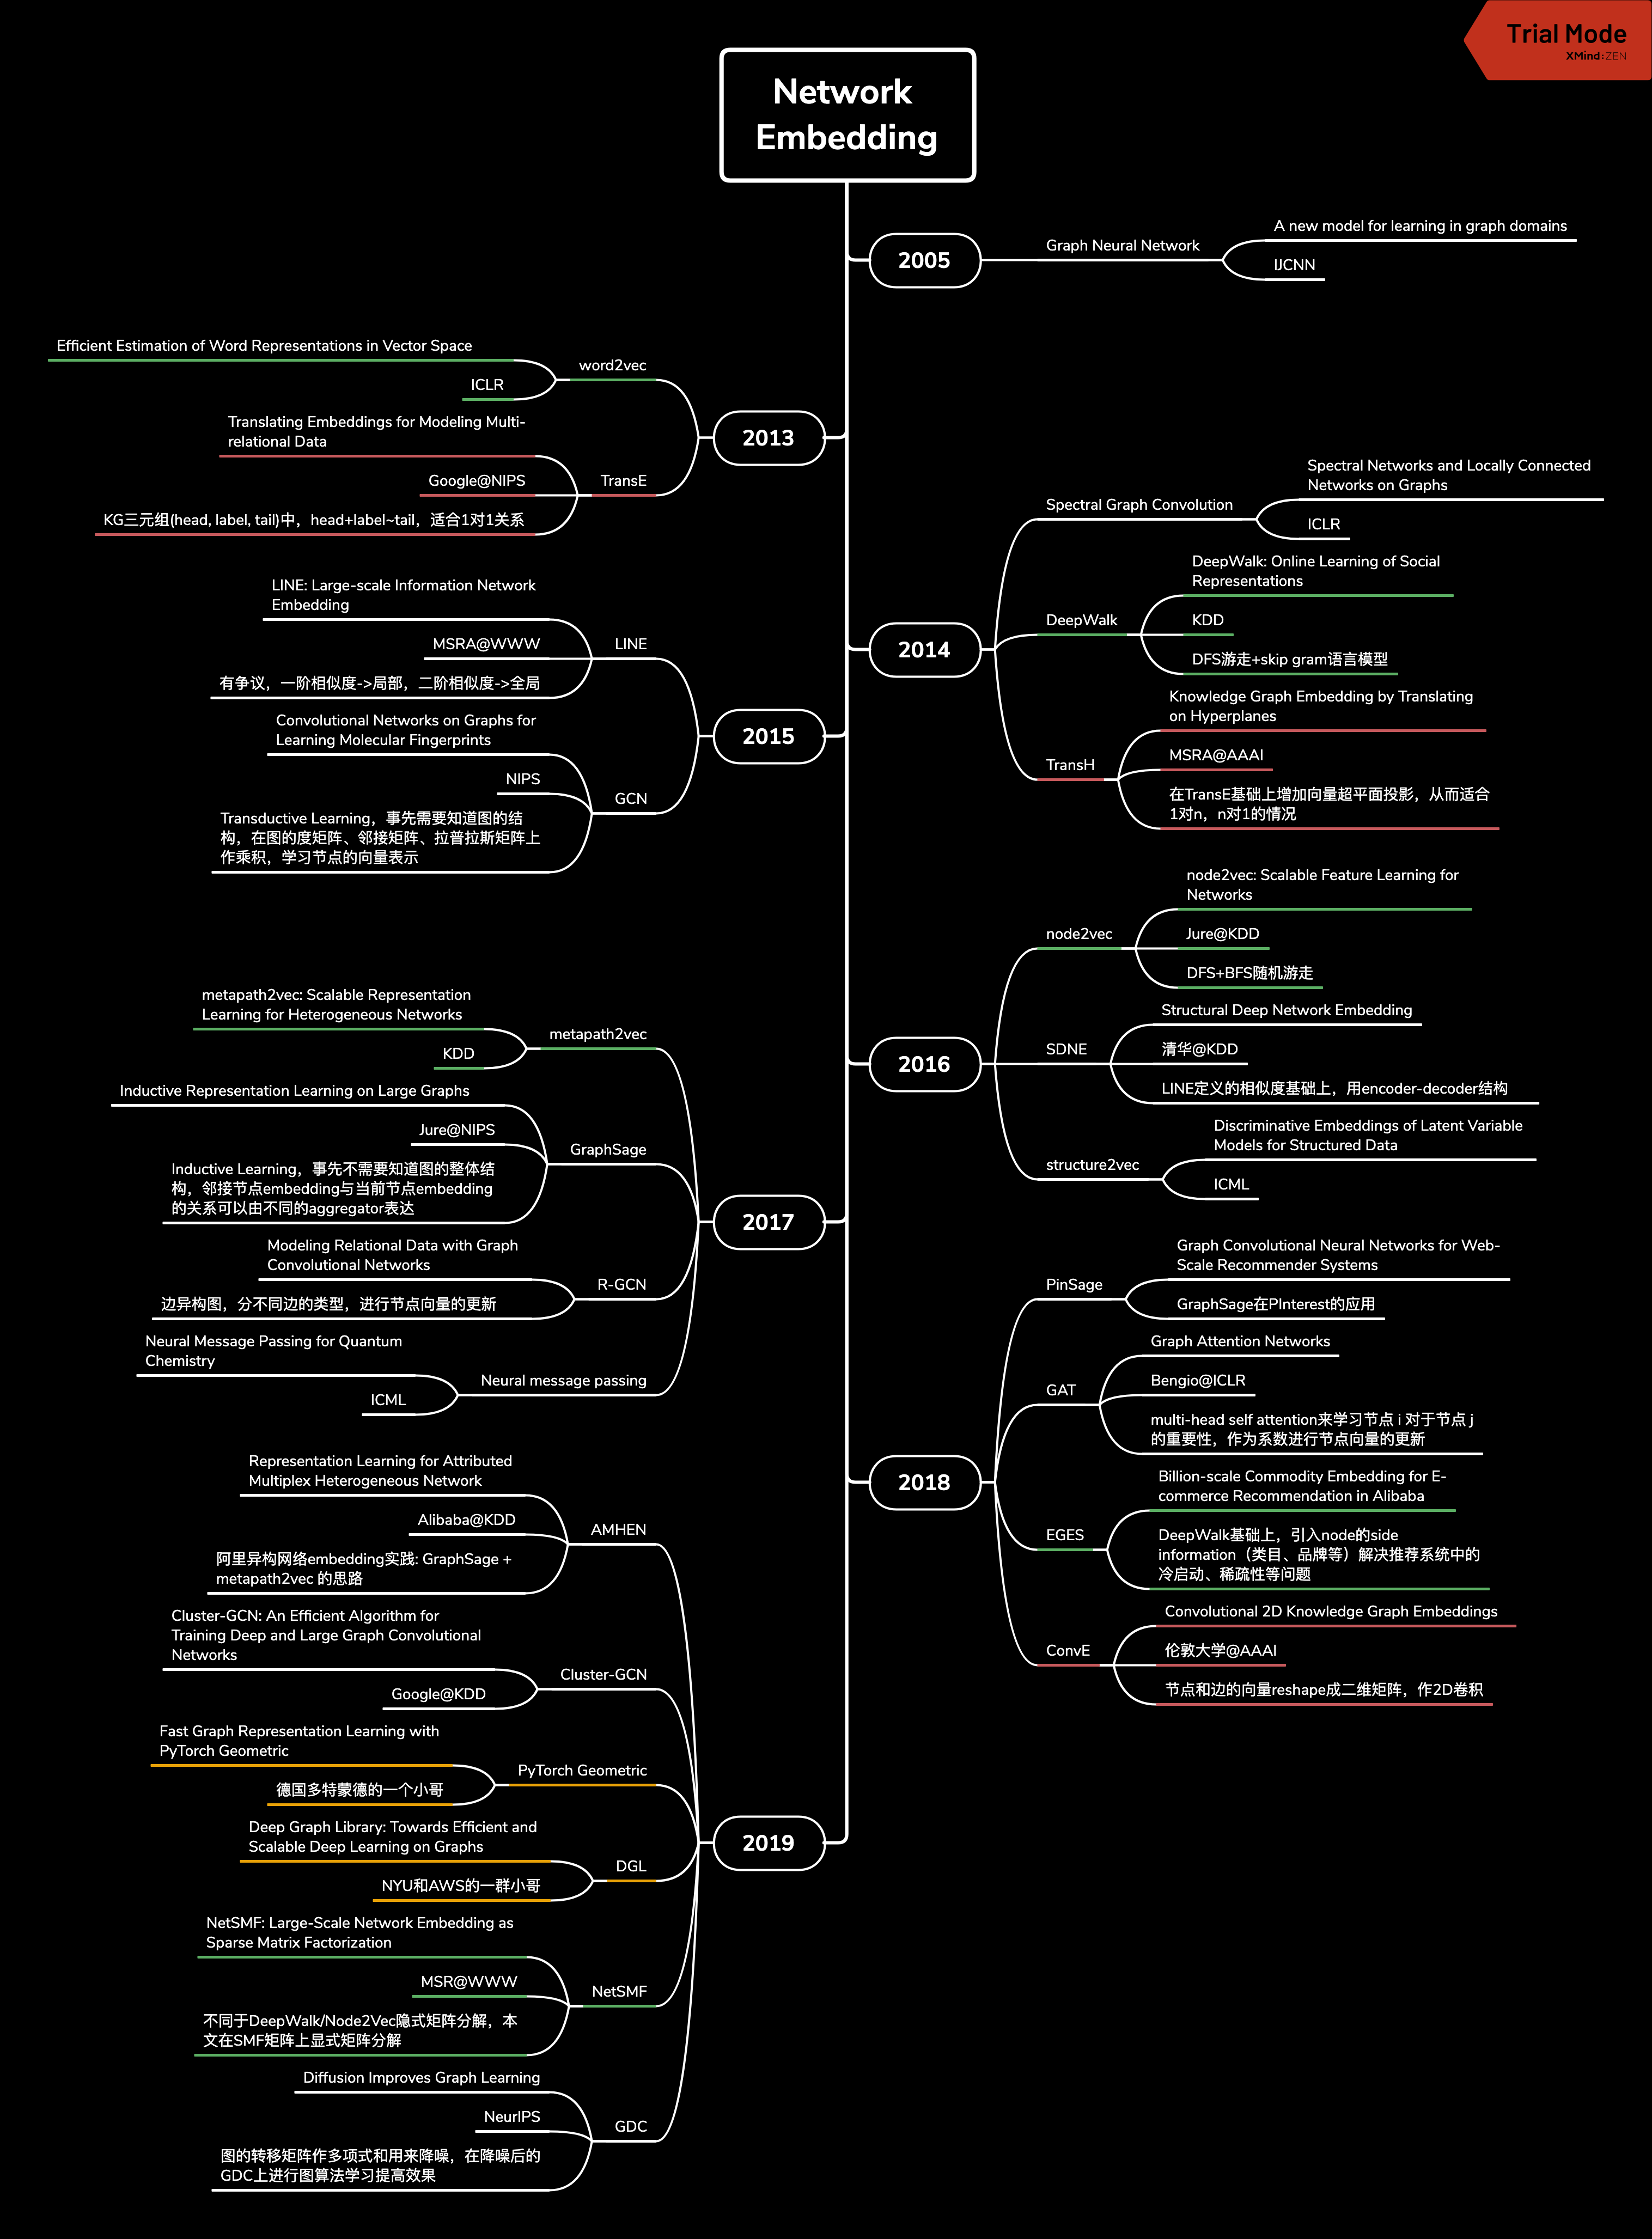 Trial Mode
XMind:ZEN
Network
Embedding
2005
Graph Neural Network
A new model for learning in graph domains
IJCNN
2013
word2vec
Efficient Estimation of Word Representations in Vector Space
ICLR
TransE
Translating Embeddings for Modeling Multi-
relational Data
Google@NIPS
KG三元组(head, label, tail)中，head+label~tail，适合1对1关系
2014
Spectral Graph Convolution
Spectral Networks and Locally Connected
Networks on Graphs
ICLR
DeepWalk
DeepWalk: Online Learning of Social
Representations
KDD
DFS游走+skip gram语言模型
TransH
Knowledge Graph Embedding by Translating
on Hyperplanes
MSRA@AAAI
在TransE基础上增加向量超平面投影，从而适合
1对n，n对1的情况
2015
LINE
LINE: Large-scale Information Network
Embedding
MSRA@WWW
有争议，一阶相似度->局部，二阶相似度->全局
GCN
Convolutional Networks on Graphs for
Learning Molecular Fingerprints
NIPS
Transductive Learning，事先需要知道图的结
构，在图的度矩阵、邻接矩阵、拉普拉斯矩阵上
作乘积，学习节点的向量表示
2016
node2vec
node2vec: Scalable Feature Learning for
Networks
Jure@KDD
DFS+BFS随机游走
SDNE
Structural Deep Network Embedding
清华@KDD
LINE定义的相似度基础上，用encoder-decoder结构
structure2vec
Discriminative Embeddings of Latent Variable
Models for Structured Data
ICML
2017
metapath2vec
metapath2vec: Scalable Representation
Learning for Heterogeneous Networks
KDD
GraphSage
Inductive Representation Learning on Large Graphs
Jure@NIPS
Inductive Learning，事先不需要知道图的整体结
构，邻接节点embedding与当前节点embedding
的关系可以由不同的aggregator表达
R-GCN
Modeling Relational Data with Graph
Convolutional Networks
边异构图，分不同边的类型，进行节点向量的更新
Neural message passing
Neural Message Passing for Quantum
Chemistry
ICML
2018
PinSage
Graph Convolutional Neural Networks for Web-
Scale Recommender Systems
GraphSage在PInterest的应用
GAT
Graph Attention Networks
Bengio@ICLR
multi-head self attention来学习节点 i 对于节点 j
的重要性，作为系数进行节点向量的更新
EGES
Billion-scale Commodity Embedding for E-
commerce Recommendation in Alibaba
DeepWalk基础上，引入node的side
information（类目、品牌等）解决推荐系统中的
冷启动、稀疏性等问题
ConvE
Convolutional 2D Knowledge Graph Embeddings
伦敦大学@AAAI
节点和边的向量reshape成二维矩阵，作2D卷积
2019
AMHEN
Representation Learning for Attributed
Multiplex Heterogeneous Network
Alibaba@KDD
阿里异构网络embedding实践: GraphSage +
metapath2vec 的思路
Cluster-GCN
Cluster-GCN: An Efficient Algorithm for
Training Deep and Large Graph Convolutional
Networks
Google@KDD
PyTorch Geometric
Fast Graph Representation Learning with
PyTorch Geometric
德国多特蒙德的一个小哥
DGL
Deep Graph Library: Towards Efficient and
Scalable Deep Learning on Graphs
NYU和AWS的一群小哥
NetSMF
NetSMF: Large-Scale Network Embedding as
Sparse Matrix Factorization
MSR@WWW
不同于DeepWalk/Node2Vec隐式矩阵分解，本
文在SMF矩阵上显式矩阵分解
GDC
Diffusion Improves Graph Learning
NeurIPS
图的转移矩阵作多项式和用来降噪，在降噪后的
GDC上进行图算法学习提高效果